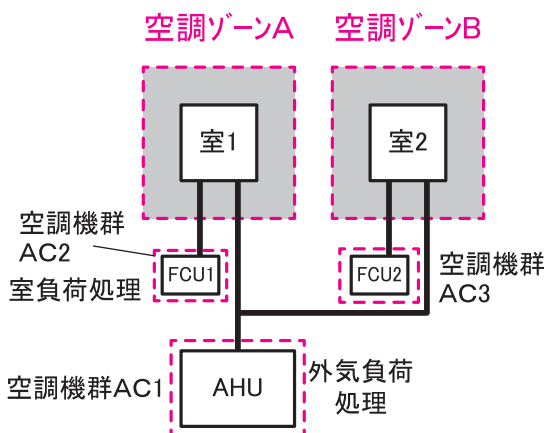 空調ゾーンA
空調ゾーンB
室1
室2
空調機群
AC2
室負荷処理
FCU1
FCU2
空調機群
AC3
空調機群AC1
AHU
外気負荷
処理